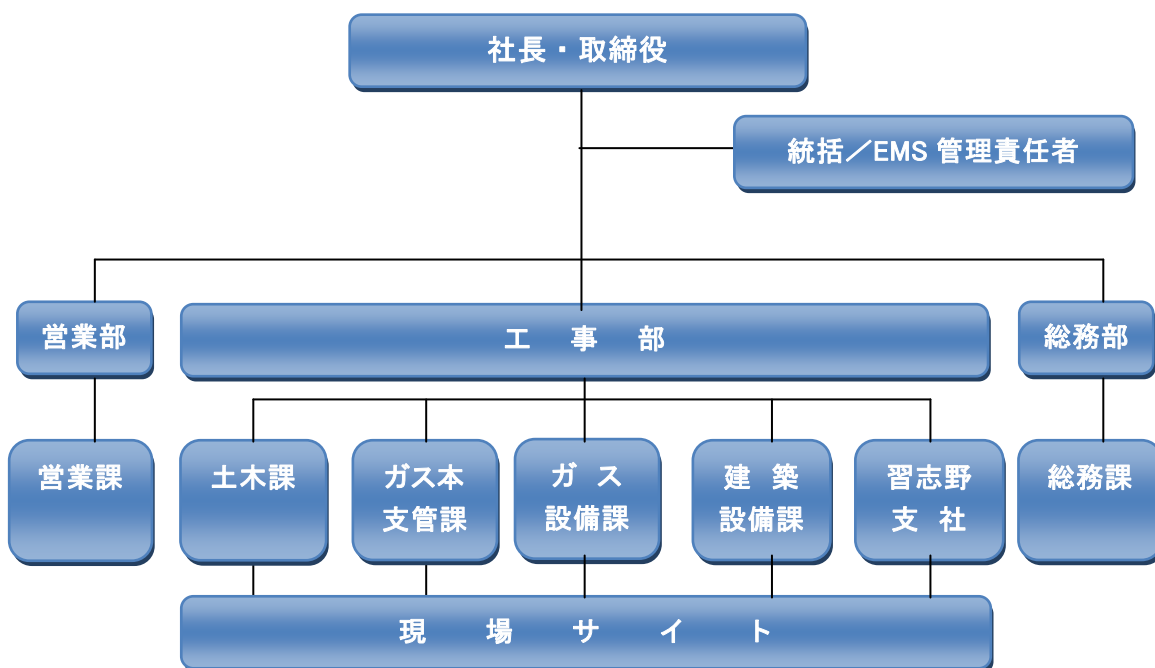 社長・取締役
統括／EMS 管理責任者
営業部
工事部
総務部
営業課
土木課
ガス本
支管課
ガス
設備課
建築
設備課
習志野
支社
総務課
現場サイト